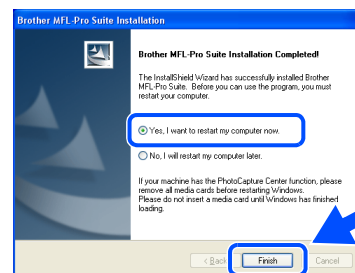 Brother MFL-Pro Suite Installation
Brother MFL-Pro Suite Installation Completed!
The InstallShield Wizard has successfully installed Brother
MFL-Pro Suite. Before you can use the program, you must
restart your computer.
Yes, I want to restart my computer now.
No, I will restart my computer later.
If your machine has the PhotoCapture Center function, please
remove all media cards before restarting Windows.
Please do not insert a media card until Windows has finished
loading.
< Back Finish Cancel